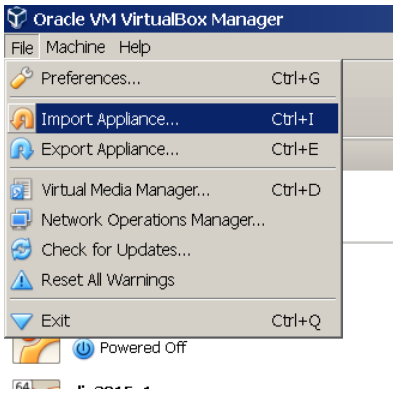 Oracle VM VirtualBox Manager
File Machine Help
Preferences... Ctrl+G
Import Appliance... Ctrl+I
Export Appliance... Ctrl+E
Virtual Media Manager... Ctrl+D
Network Operations Manager...
Check for Updates...
Reset All Warnings
Exit Ctrl+Q
Powered Off
64